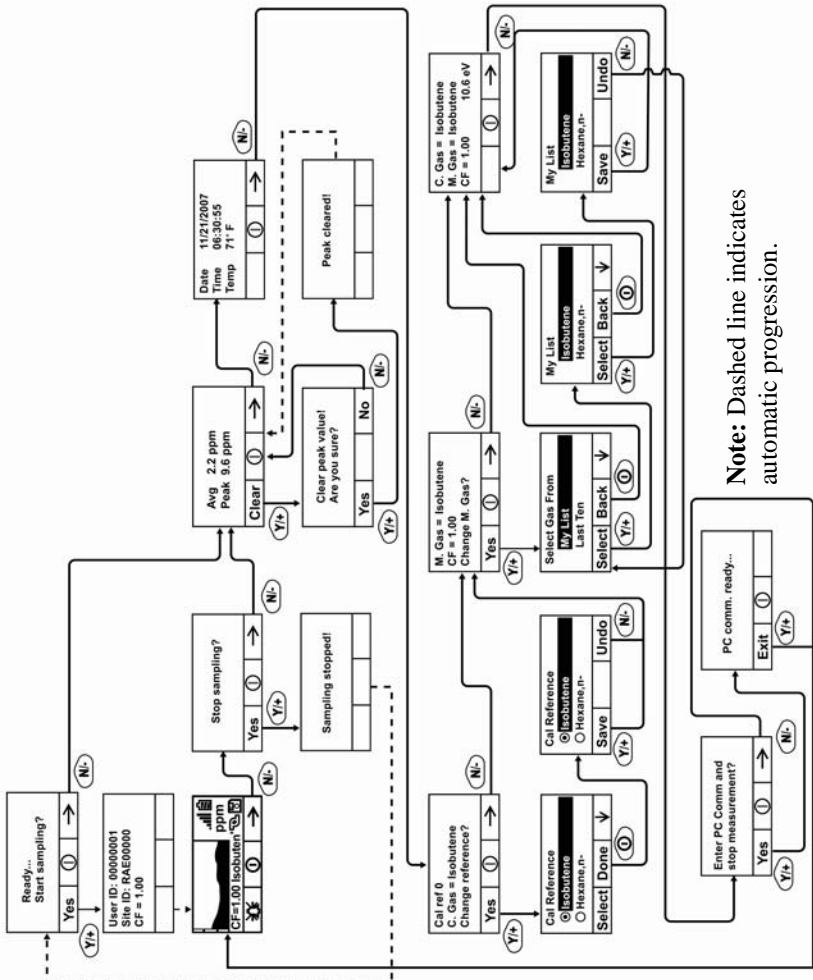 Ready...
Start sampling?
Yes
N/-
Y/+
User ID: 00000001
Site ID: RAE00000
CF = 1.00
ppm
CF=1,00 Isobuten
N/-
Stop sampling?
Yes
N/-
Y/+
Sampling stopped!
Avg 2.2 ppm
Peak 9.6 ppm
Clear
N/-
Y/+
Clear peak value!
Are you sure?
Yes No
N/-
Y/+
Date 11/21/2007
Time 06:30:55
Temp 71° F
N/-
Peak cleared!
Cal ref 0
C. Gas = Isobutene
Change reference?
Yes
N/-
Y/+
Cal Reference
Isobutene
Hexane,n-
Select Done
Cal Reference
Isobutene
Hexane,n-
Save Undo
Y/+
N/-
M. Gas = Isobutene
CF = 1.00
Change M. Gas?
Yes
N/-
Y/+
Select Gas From
My List
Last Ten
Select Back
Y/+
My List
Isobutene
Hexane,n-
Select Back
Y/+
My List
Isobutene
Hexane,n-
Save Undo
Y/+
N/-
C. Gas = Isobutene
M. Gas = Isobutene
CF = 1.00 10.6 eV
N/-
Enter PC Comm and
stop measurement?
Yes
N/-
Y/+
PC comm. ready...
Exit
Y/+
Note: Dashed line indicates
automatic progression.